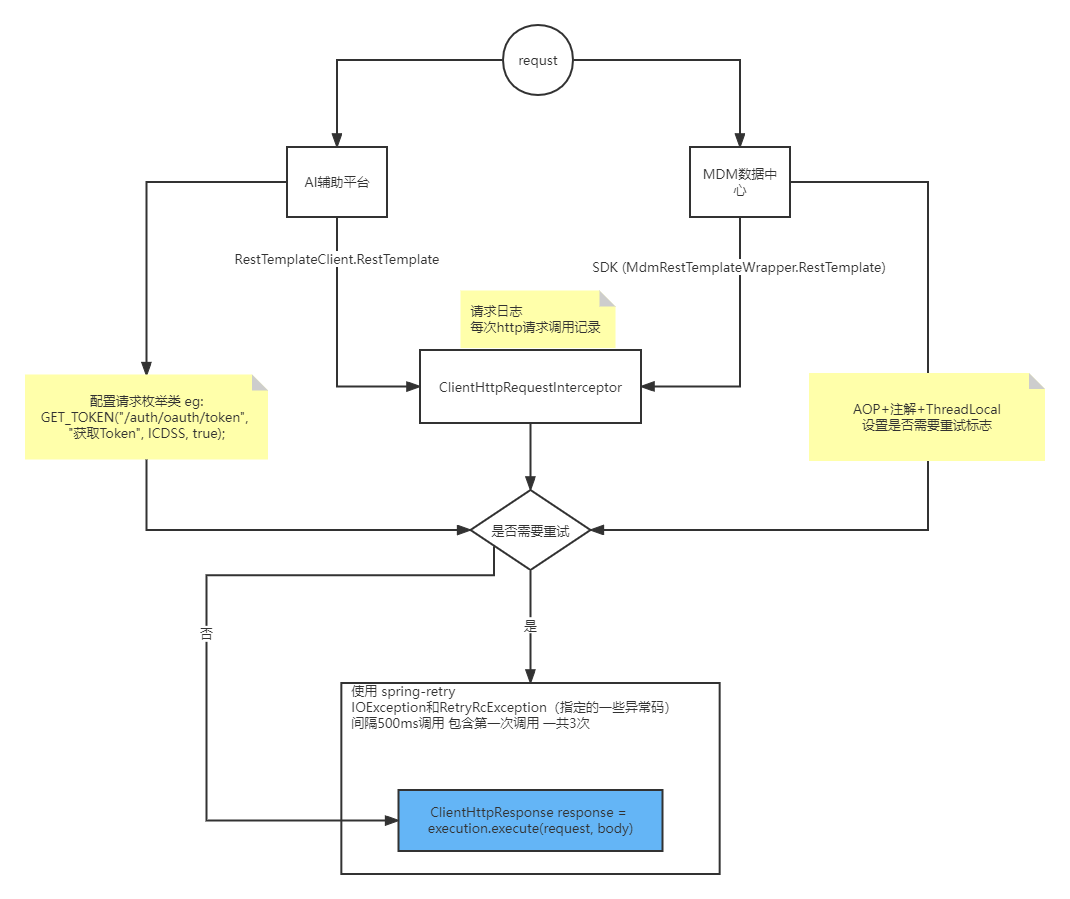 requst
AI辅助平台
MDM数据中
心
RestTemplateClient.RestTemplate
SDK (MdmRestTemplateWrapper.RestTemplate)
请求日志
每次http请求调用记录
ClientHttpRequestInterceptor
配置请求枚举类 eg:
GET_TOKEN("/auth/oauth/token",
"获取Token", ICDSS, true);
AOP+注解+ThreadLocal
设置是否需要重试标志
是否需要重试
否
是
使用 spring-retry
IOException和RetryRcException（指定的一些异常码）
间隔500ms调用 包含第一次调用 一共3次
ClientHttpResponse response =
execution.execute(request, body)